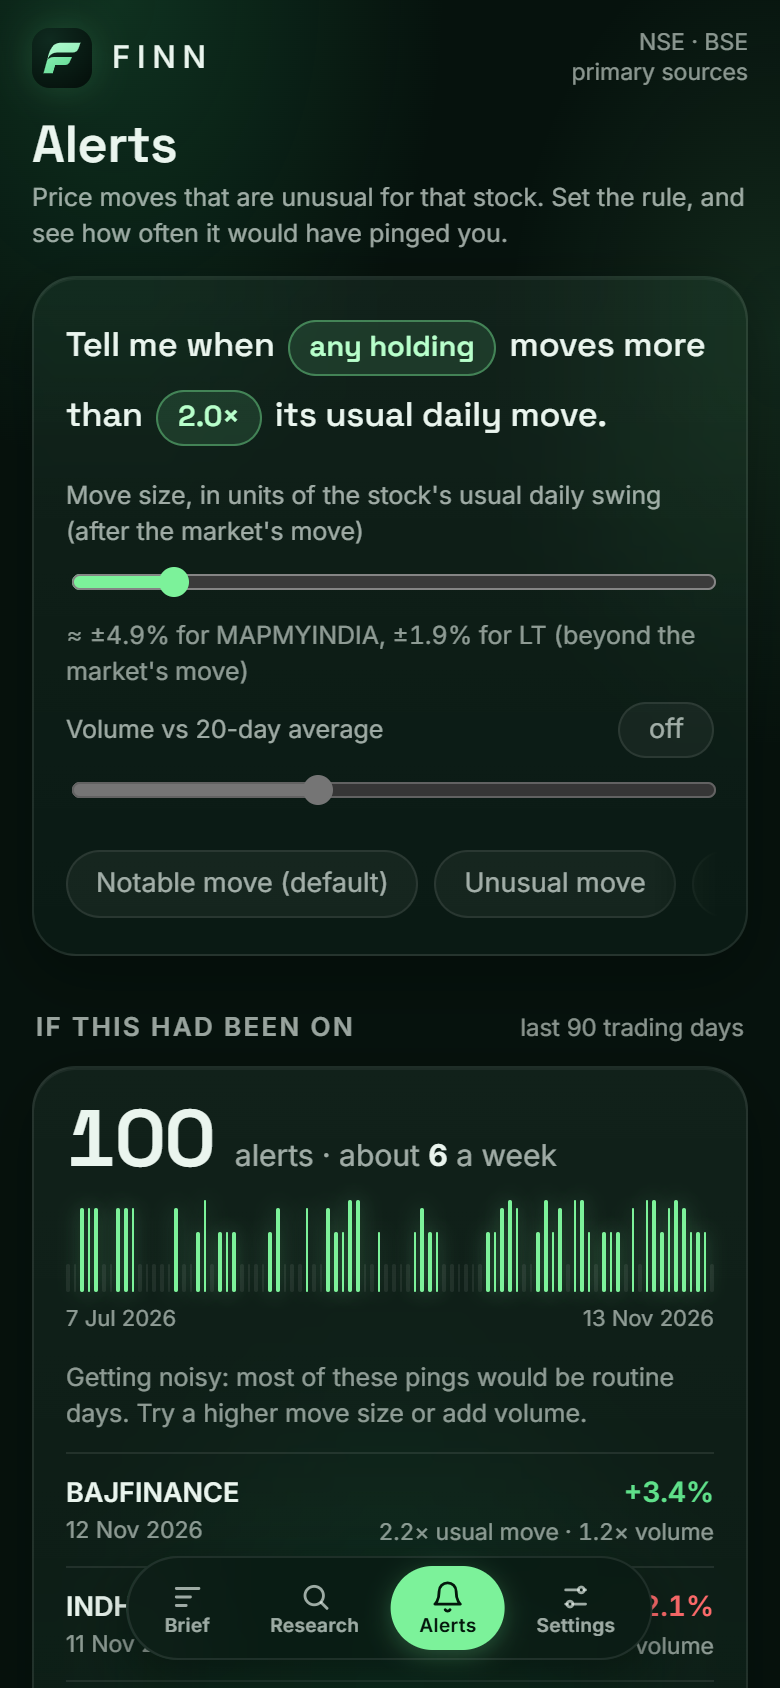 FINN
NSE · BSE
primary sources
Alerts
Price moves that are unusual for that stock. Set the rule, and
see how often it would have pinged you.
Tell me when any holding moves more
than 2.0× its usual daily move.
Move size, in units of the stock's usual daily swing
(after the market's move)
≈ ±4.9% for MAPMYINDIA, ±1.9% for LT (beyond the
market's move)
Volume vs 20-day average off
Notable move (default) Unusual move
IF THIS HAD BEEN ON last 90 trading days
100 alerts · about 6 a week
7 Jul 2026 13 Nov 2026
Getting noisy: most of these pings would be routine
days. Try a higher move size or add volume.
BAJFINANCE +3.4%
12 Nov 2026 2.2× usual move · 1.2× volume
2.1%
11 Nov volume
Brief Research Alerts Settings